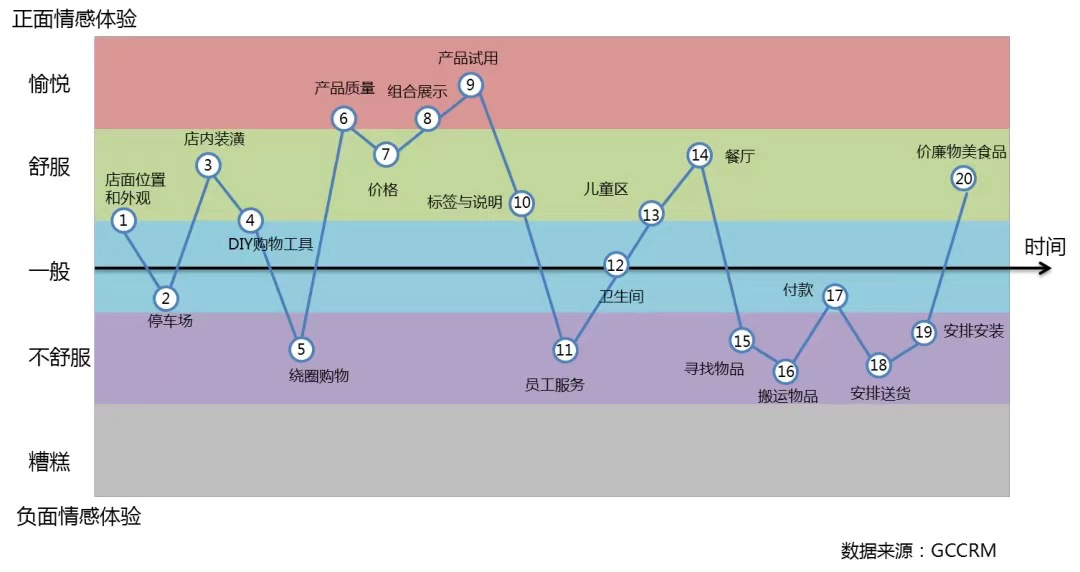 正面情感体验
愉悦
舒服
一般
不舒服
糟糕
负面情感体验
时间
店面位置
和外观
1
2
停车场
店内装潢
3
4
DIY购物工具
5
绕圈购物
产品质量
6
7
价格
组合展示
8
产品试用
9
标签与说明
10
11
员工服务
12
卫生间
儿童区
13
14
餐厅
15
寻找物品
16
搬运物品
付款
17
18
安排送货
19
安排安装
价廉物美食品
20
数据来源：GCCRM